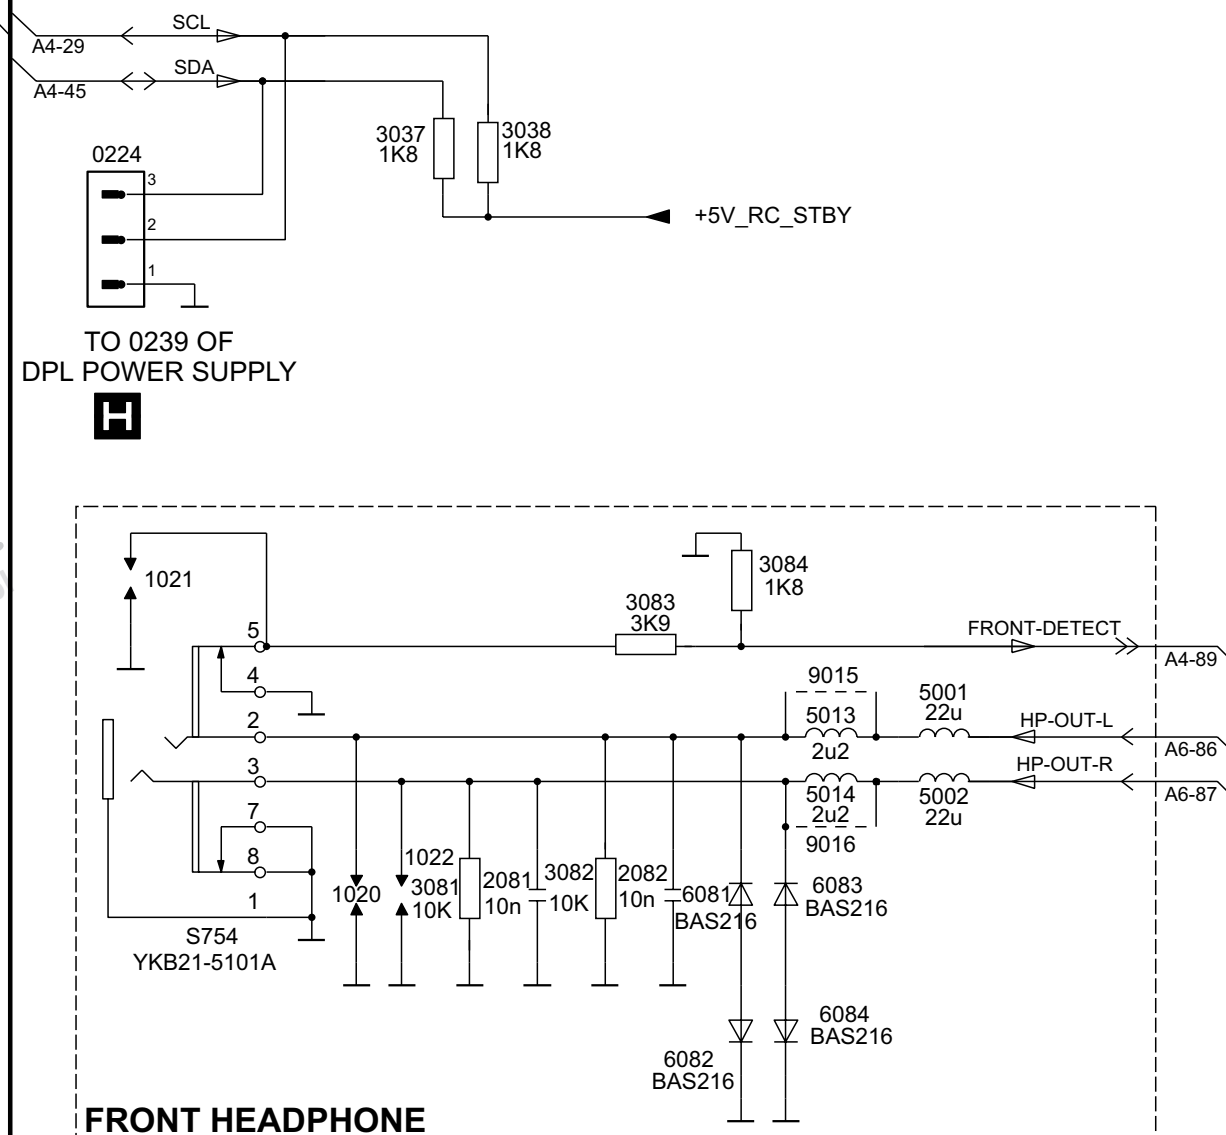 SCL
A4-29
SDA
A4-45
3037
1K8
3038
1K8
0224
3
2
1
+5V_RC_STBY
TO 0239 OF
DPL POWER SUPPLY
H
1021
3084
1K8
3083
3K9
5
FRONT-DETECT
A4-89
4
9015
2
5013
2u2
5001
22u
HP-OUT-L
A6-86
3
HP-OUT-R
A6-87
5014
2u2
9016
5002
22u
7
8
1
1020
1022
3081
10K
2081
10n
3082
10K
2082
10n
6081
BAS216
6083
BAS216
S754
YKB21-5101A
6084
BAS216
6082
BAS216
FRONT HEADPHONE